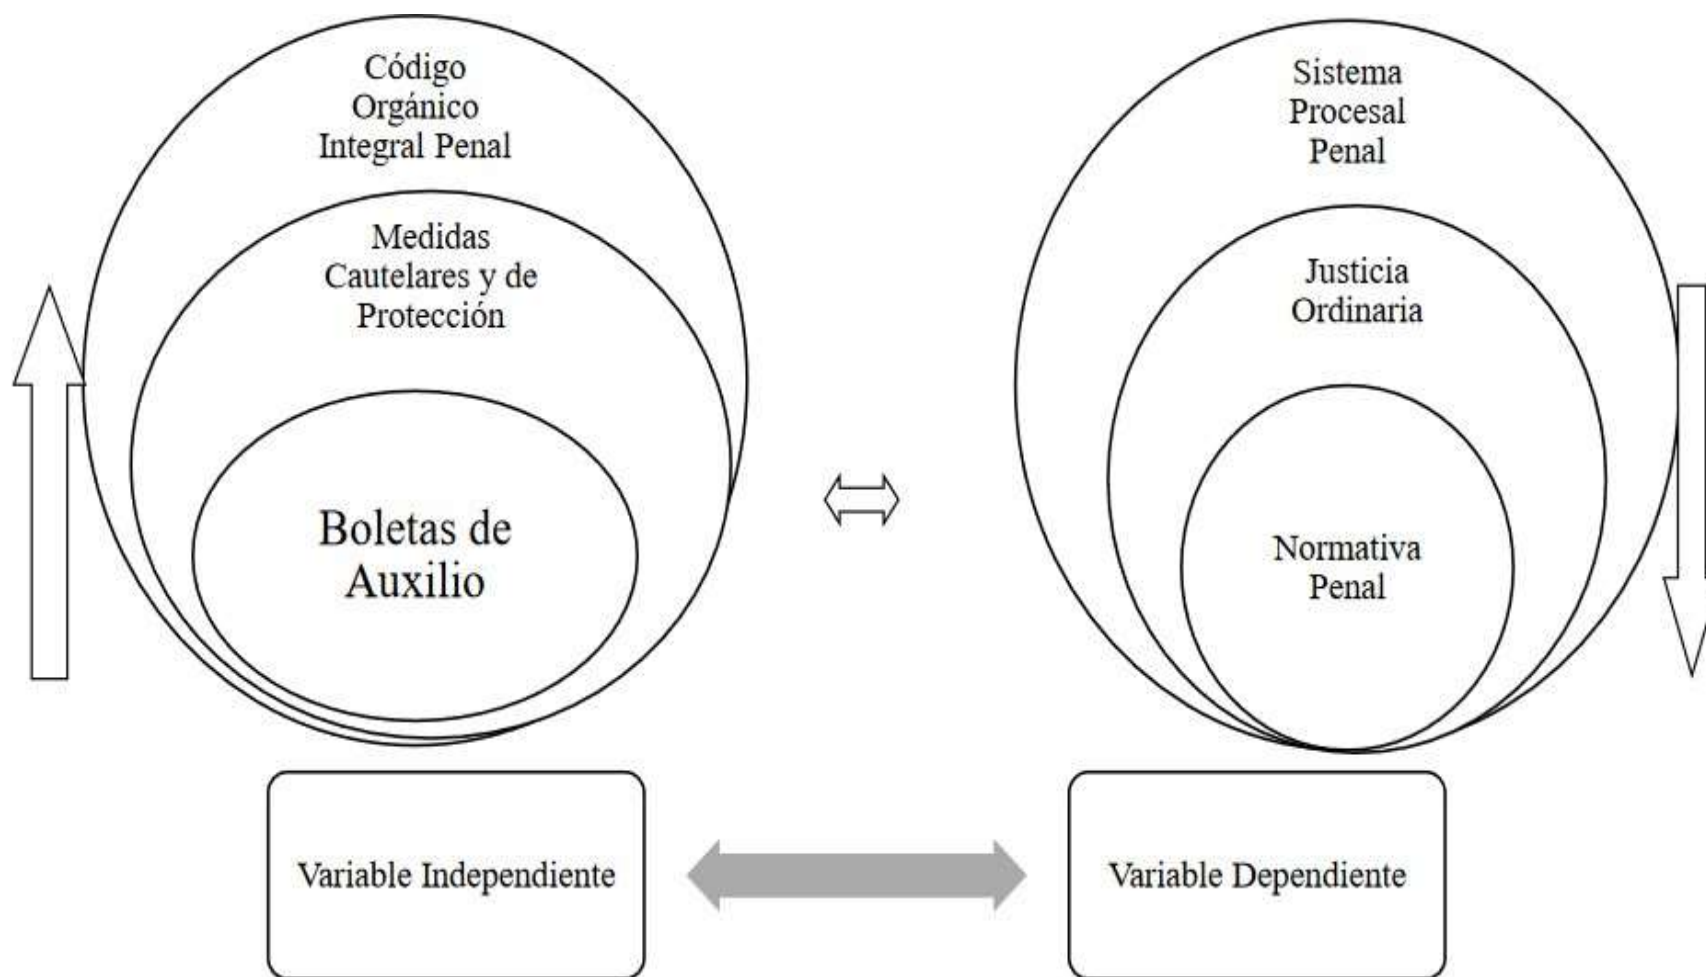 Código
Orgánico
Integral Penal
Medidas
Cautelares y de
Protección
Boletas de
Auxilio
Sistema
Procesal
Penal
Justicia
Ordinaria
Normativa
Penal
Variable Independiente
Variable Dependiente